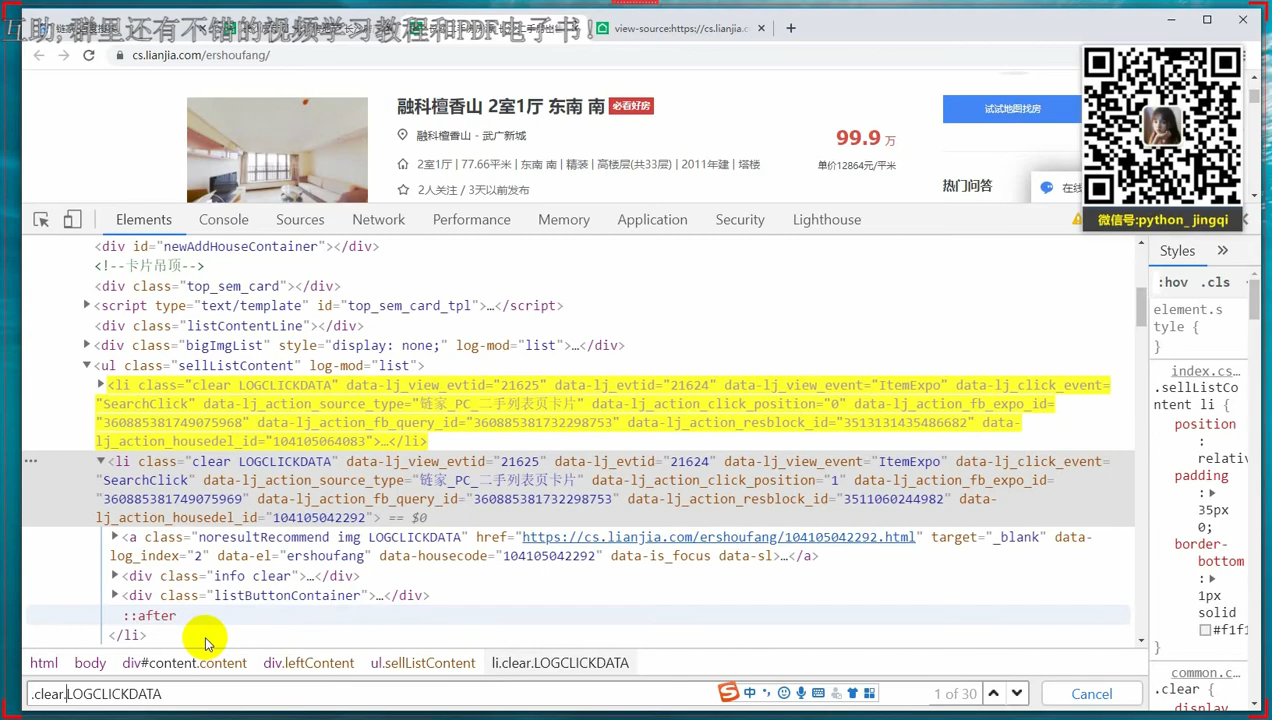 互助,群里还有不错的视频学习教程和PDF电子书!
view-source:https://cs.lianjia.c
cs.lianjia.com/ershoufang/
融科檀香山 2室1厅 东南 南 必看好房
试试地图找房
融科檀香山 - 武广新城
99.9 万
2室1厅 | 77.66平米 | 东南 南 | 精装 | 高楼层(共33层) | 2011年建 | 塔楼
单价12864元/平米
2人关注 / 3天以前发布
热门问答
在线
微信号:python_jingqi
Elements Console Sources Network Performance Memory Application Security Lighthouse
<div id="newAddHouseContainer"></div>
<!--卡片吊顶-->
<div class="top_sem_card"></div>
<script type="text/template" id="top_sem_card_tpl">…</script>
<div class="listContentLine"></div>
<div class="bigImgList" style="display: none;" log-mod="list">…</div>
<ul class="sellListContent" log-mod="list">
<li class="clear LOGCLICKDATA" data-lj_view_evtid="21625" data-lj_evtid="21624" data-lj_view_event="ItemExpo" data-lj_click_event=
"SearchClick" data-lj_action_source_type="链家_PC_二手列表页卡片" data-lj_action_click_position="0" data-lj_action_fb_expo_id=
"360885381749075968" data-lj_action_fb_query_id="360885381732298753" data-lj_action_resblock_id="3513131435486682" data-
lj_action_housedel_id="104105064083">…</li>
<li class="clear LOGCLICKDATA" data-lj_view_evtid="21625" data-lj_evtid="21624" data-lj_view_event="ItemExpo" data-lj_click_event=
"SearchClick" data-lj_action_source_type="链家_PC_二手列表页卡片" data-lj_action_click_position="1" data-lj_action_fb_expo_id=
"360885381749075969" data-lj_action_fb_query_id="360885381732298753" data-lj_action_resblock_id="3511060244982" data-
lj_action_housedel_id="104105042292"> == $0
<a class="noresultRecommend img LOGCLICKDATA" href="https://cs.lianjia.com/ershoufang/104105042292.html" target="_blank" data-
log_index="2" data-el="ershoufang" data-housecode="104105042292" data-is_focus data-sl>…</a>
<div class="info clear">…</div>
<div class="listButtonContainer">…</div>
::after
</li>
html body div#content.content div.leftContent ul.sellListContent li.clear.LOGCLICKDATA
.clear.LOGCLICKDATA
中
1 of 30
Cancel
Styles
:hov .cls
element.s
tyle {
}
index.cs…
.sellListCo
ntent li {
position
:
relativ
padding
:
35px
0;
border-
bottom
:
1px
solid
#f1f1
}
common.c…
.clear {
display